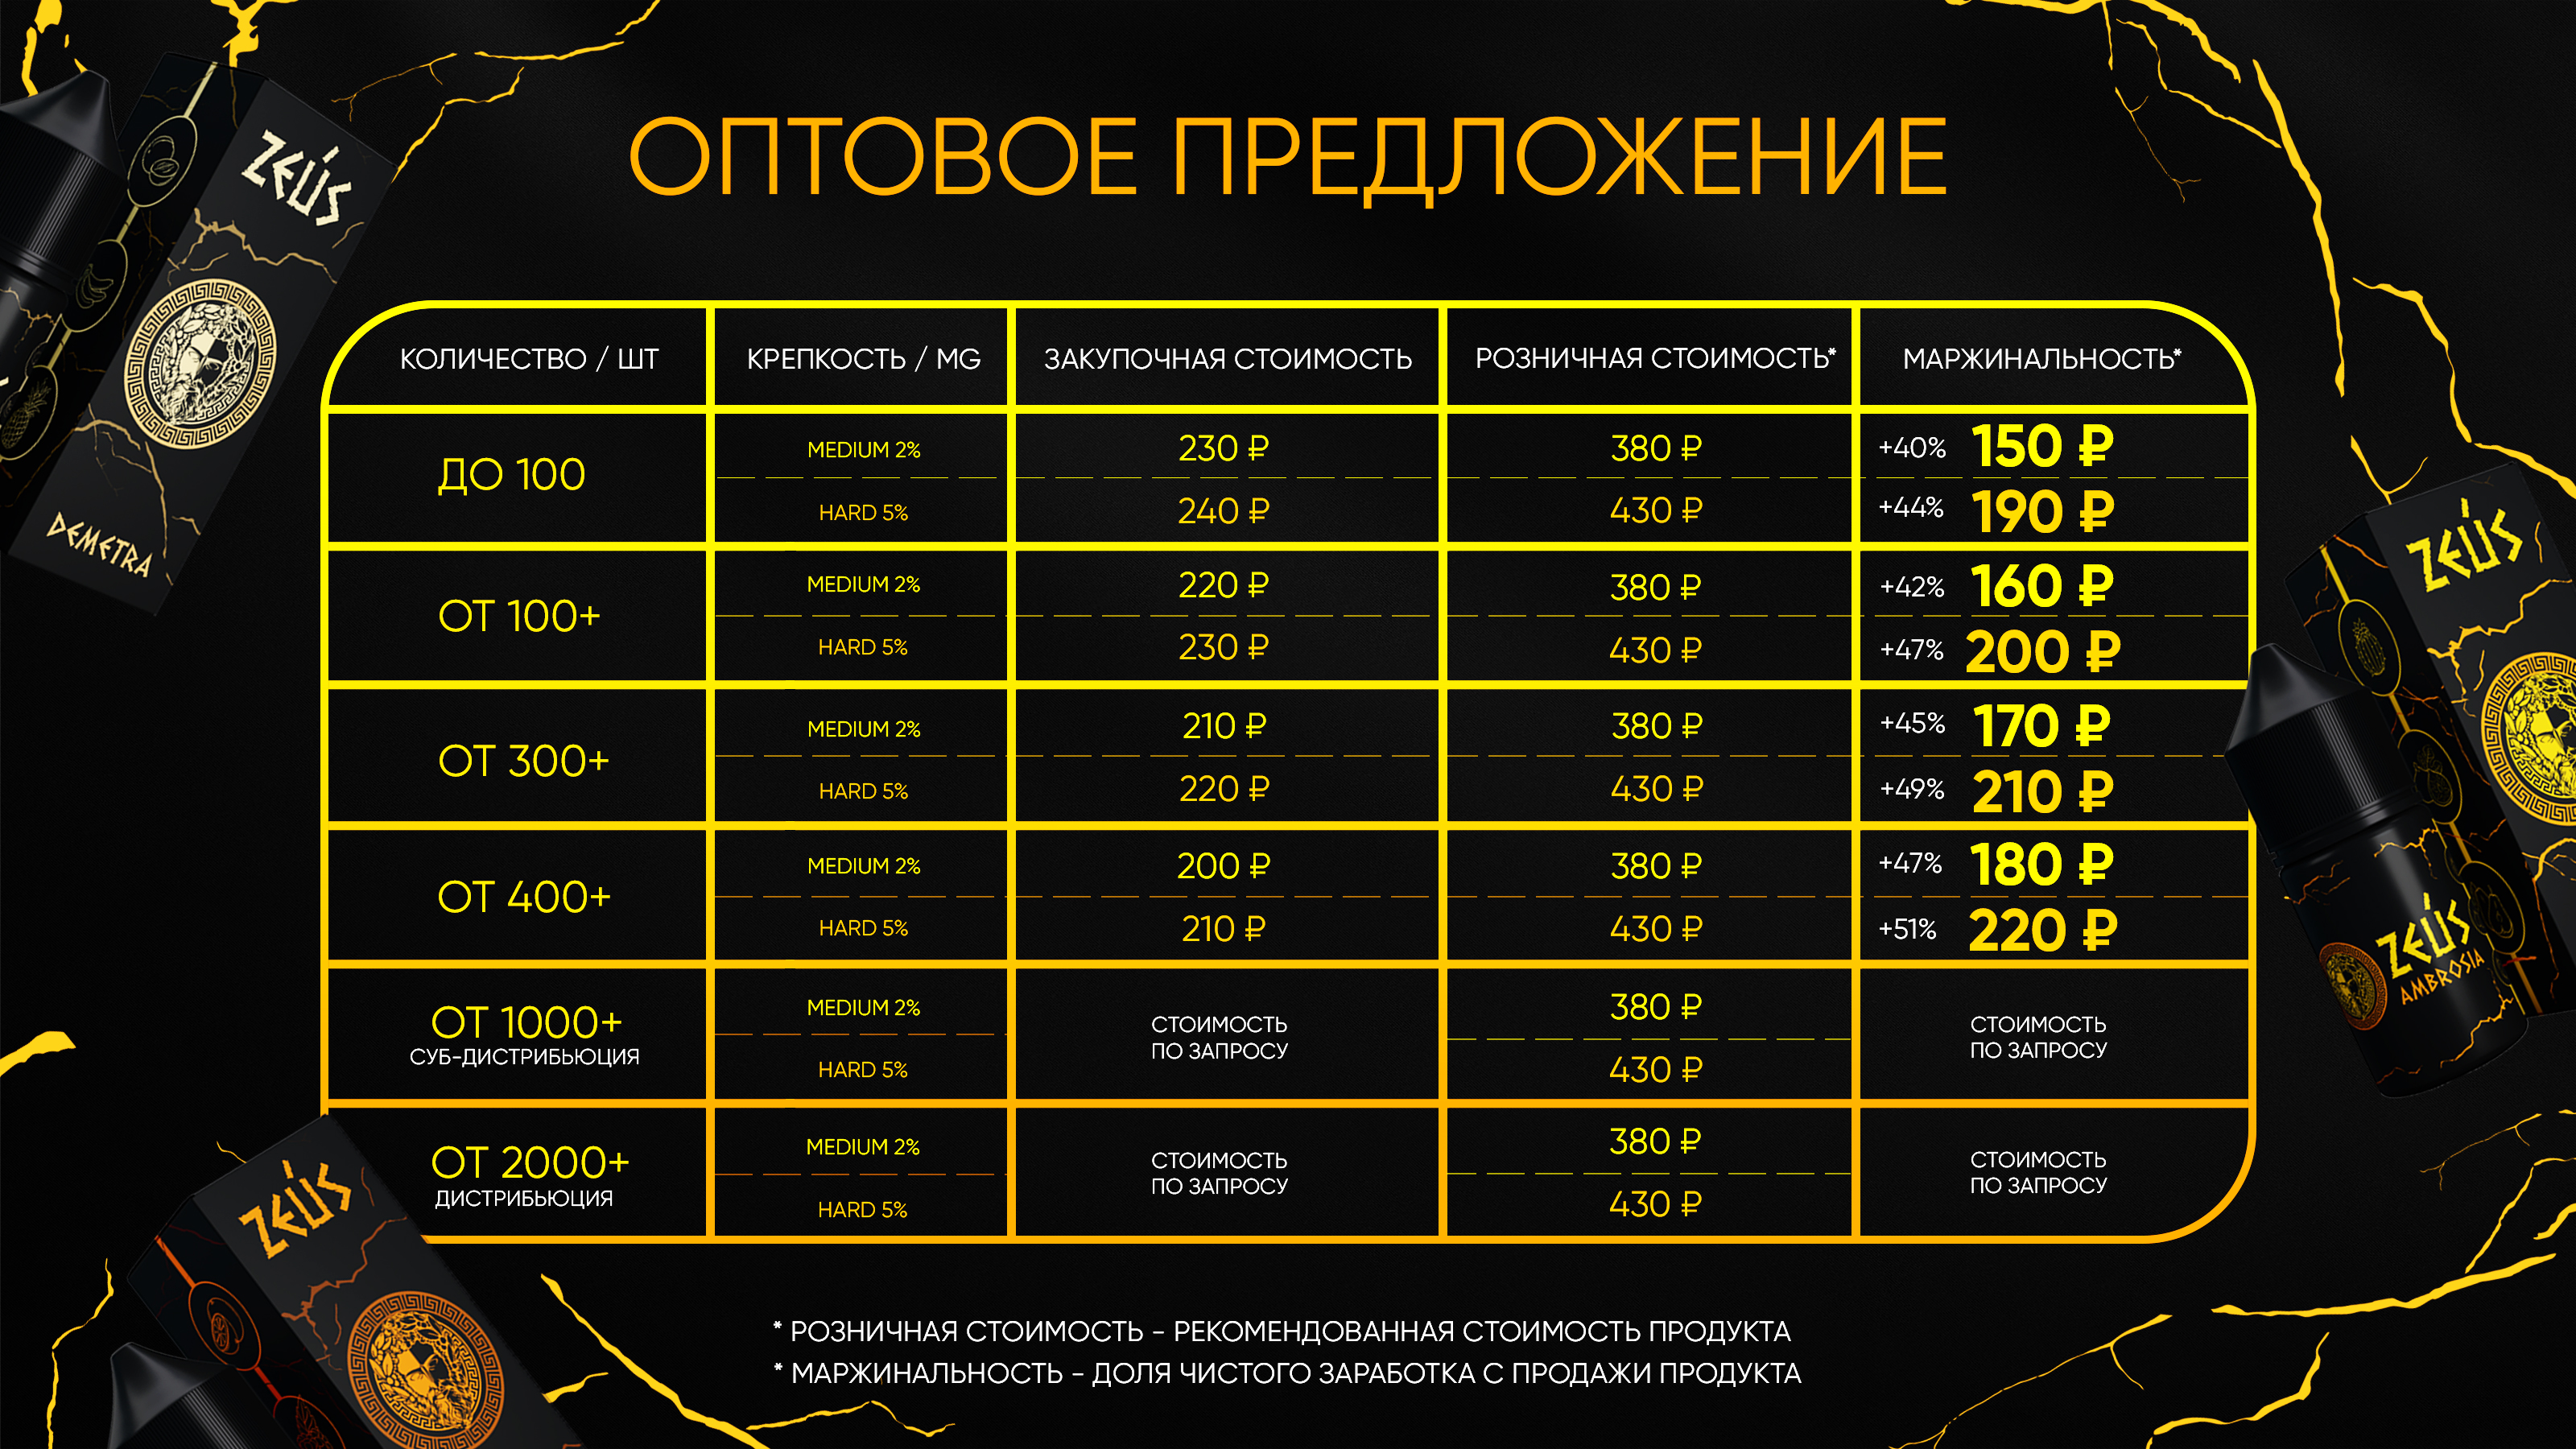 ОПТОВОЕ ПРЕДЛОЖЕНИЕ
ZEUS
DEMETRA
КОЛИЧЕСТВО / ШТ КРЕПКОСТЬ / MG ЗАКУПОЧНАЯ СТОИМОСТЬ РОЗНИЧНАЯ СТОИМОСТЬ* МАРЖИНАЛЬНОСТЬ*
ДО 100
MEDIUM 2% 230 ₽ 380 ₽ +40% 150 ₽
HARD 5% 240 ₽ 430 ₽ +44% 190 ₽
ОТ 100+
MEDIUM 2% 220 ₽ 380 ₽ +42% 160 ₽
HARD 5% 230 ₽ 430 ₽ +47% 200 ₽
ОТ 300+
MEDIUM 2% 210 ₽ 380 ₽ +45% 170 ₽
HARD 5% 220 ₽ 430 ₽ +49% 210 ₽
ОТ 400+
MEDIUM 2% 200 ₽ 380 ₽ +47% 180 ₽
HARD 5% 210 ₽ 430 ₽ +51% 220 ₽
ОТ 1000+
СУБ-ДИСТРИБЬЮЦИЯ
MEDIUM 2%
HARD 5%
СТОИМОСТЬ
ПО ЗАПРОСУ
380 ₽
430 ₽
СТОИМОСТЬ
ПО ЗАПРОСУ
ОТ 2000+
ДИСТРИБЬЮЦИЯ
MEDIUM 2%
HARD 5%
СТОИМОСТЬ
ПО ЗАПРОСУ
380 ₽
430 ₽
СТОИМОСТЬ
ПО ЗАПРОСУ
ZEUS
ZEUS
AMBROSIA
ZEUS
* РОЗНИЧНАЯ СТОИМОСТЬ - РЕКОМЕНДОВАННАЯ СТОИМОСТЬ ПРОДУКТА
* МАРЖИНАЛЬНОСТЬ - ДОЛЯ ЧИСТОГО ЗАРАБОТКА С ПРОДАЖИ ПРОДУКТА